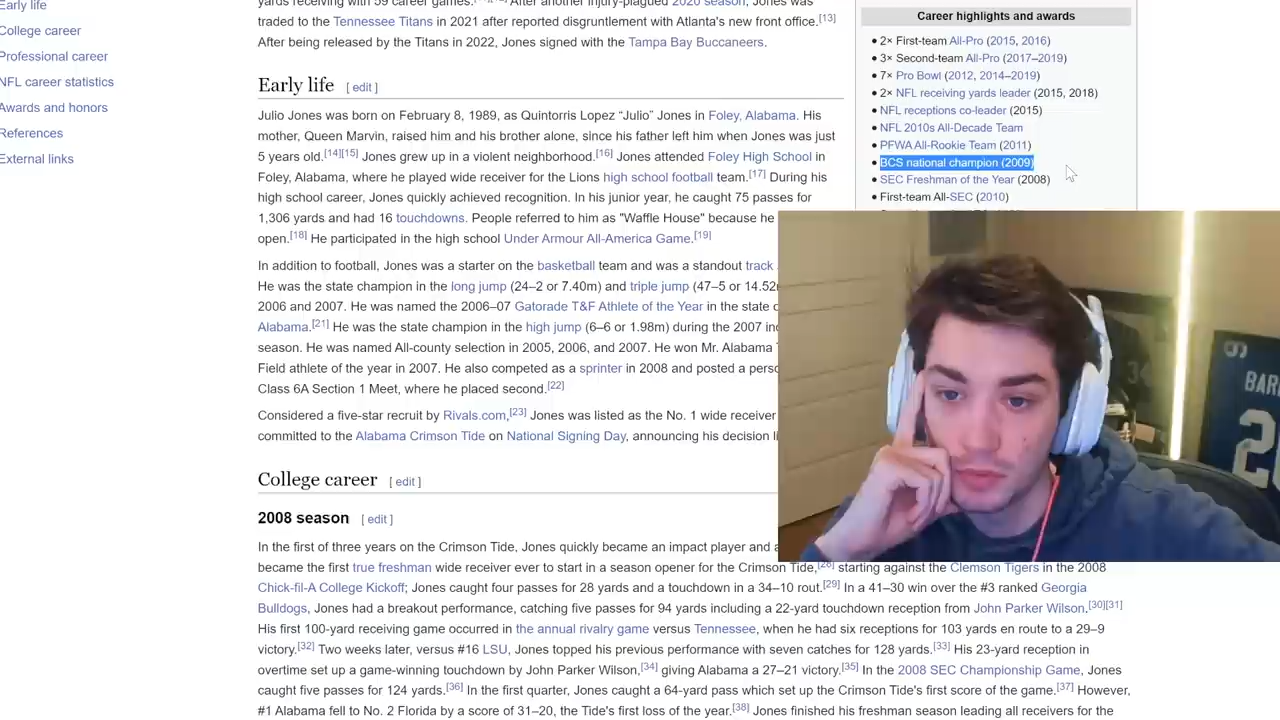 Early life
College career
Professional career
NFL career statistics
Awards and honors
References
External links
yards receiving with 59 career games.
After another injury-plagued 2020 season, Jones was
traded to the Tennessee Titans in 2021 after reported disgruntlement with Atlanta's new front office.[13]
After being released by the Titans in 2022, Jones signed with the Tampa Bay Buccaneers.
Early life [ edit ]
Julio Jones was born on February 8, 1989, as Quintorris Lopez "Julio" Jones in Foley, Alabama. His
mother, Queen Marvin, raised him and his brother alone, since his father left him when Jones was just
5 years old.[14][15] Jones grew up in a violent neighborhood.[16] Jones attended Foley High School in
Foley, Alabama, where he played wide receiver for the Lions high school football team.[17] During his
high school career, Jones quickly achieved recognition. In his junior year, he caught 75 passes for
1,306 yards and had 16 touchdowns. People referred to him as "Waffle House" because he
open.[18] He participated in the high school Under Armour All-America Game.[19]
In addition to football, Jones was a starter on the basketball team and was a standout track
He was the state champion in the long jump (24–2 or 7.40m) and triple jump (47–5 or 14.52
2006 and 2007. He was named the 2006–07 Gatorade T&F Athlete of the Year in the state o
Alabama.[21] He was the state champion in the high jump (6–6 or 1.98m) during the 2007 in
season. He was named All-county selection in 2005, 2006, and 2007. He won Mr. Alabama
Field athlete of the year in 2007. He also competed as a sprinter in 2008 and posted a pers
Class 6A Section 1 Meet, where he placed second.[22]
Considered a five-star recruit by Rivals.com,[23] Jones was listed as the No. 1 wide receiver
committed to the Alabama Crimson Tide on National Signing Day, announcing his decision li
College career [ edit ]
2008 season [ edit ]
In the first of three years on the Crimson Tide, Jones quickly became an impact player and a
became the first true freshman wide receiver ever to start in a season opener for the Crimson Tide,[28] starting against the Clemson Tigers in the 2008
Chick-fil-A College Kickoff; Jones caught four passes for 28 yards and a touchdown in a 34–10 rout.[29] In a 41–30 win over the #3 ranked Georgia
Bulldogs, Jones had a breakout performance, catching five passes for 94 yards including a 22-yard touchdown reception from John Parker Wilson.[30][31]
His first 100-yard receiving game occurred in the annual rivalry game versus Tennessee, when he had six receptions for 103 yards en route to a 29–9
victory.[32] Two weeks later, versus #16 LSU, Jones topped his previous performance with seven catches for 128 yards.[33] His 23-yard reception in
overtime set up a game-winning touchdown by John Parker Wilson,[34] giving Alabama a 27–21 victory.[35] In the 2008 SEC Championship Game, Jones
caught five passes for 124 yards.[36] In the first quarter, Jones caught a 64-yard pass which set up the Crimson Tide's first score of the game.[37] However,
#1 Alabama fell to No. 2 Florida by a score of 31–20, the Tide's first loss of the year.[38] Jones finished his freshman season leading all receivers for the
Career highlights and awards
• 2× First-team All-Pro (2015, 2016)
• 3× Second-team All-Pro (2017–2019)
• 7× Pro Bowl (2012, 2014–2019)
• 2× NFL receiving yards leader (2015, 2018)
• NFL receptions co-leader (2015)
• NFL 2010s All-Decade Team
• PFWA All-Rookie Team (2011)
• BCS national champion (2009)
• SEC Freshman of the Year (2008)
• First-team All-SEC (2010)
34
BAR
2